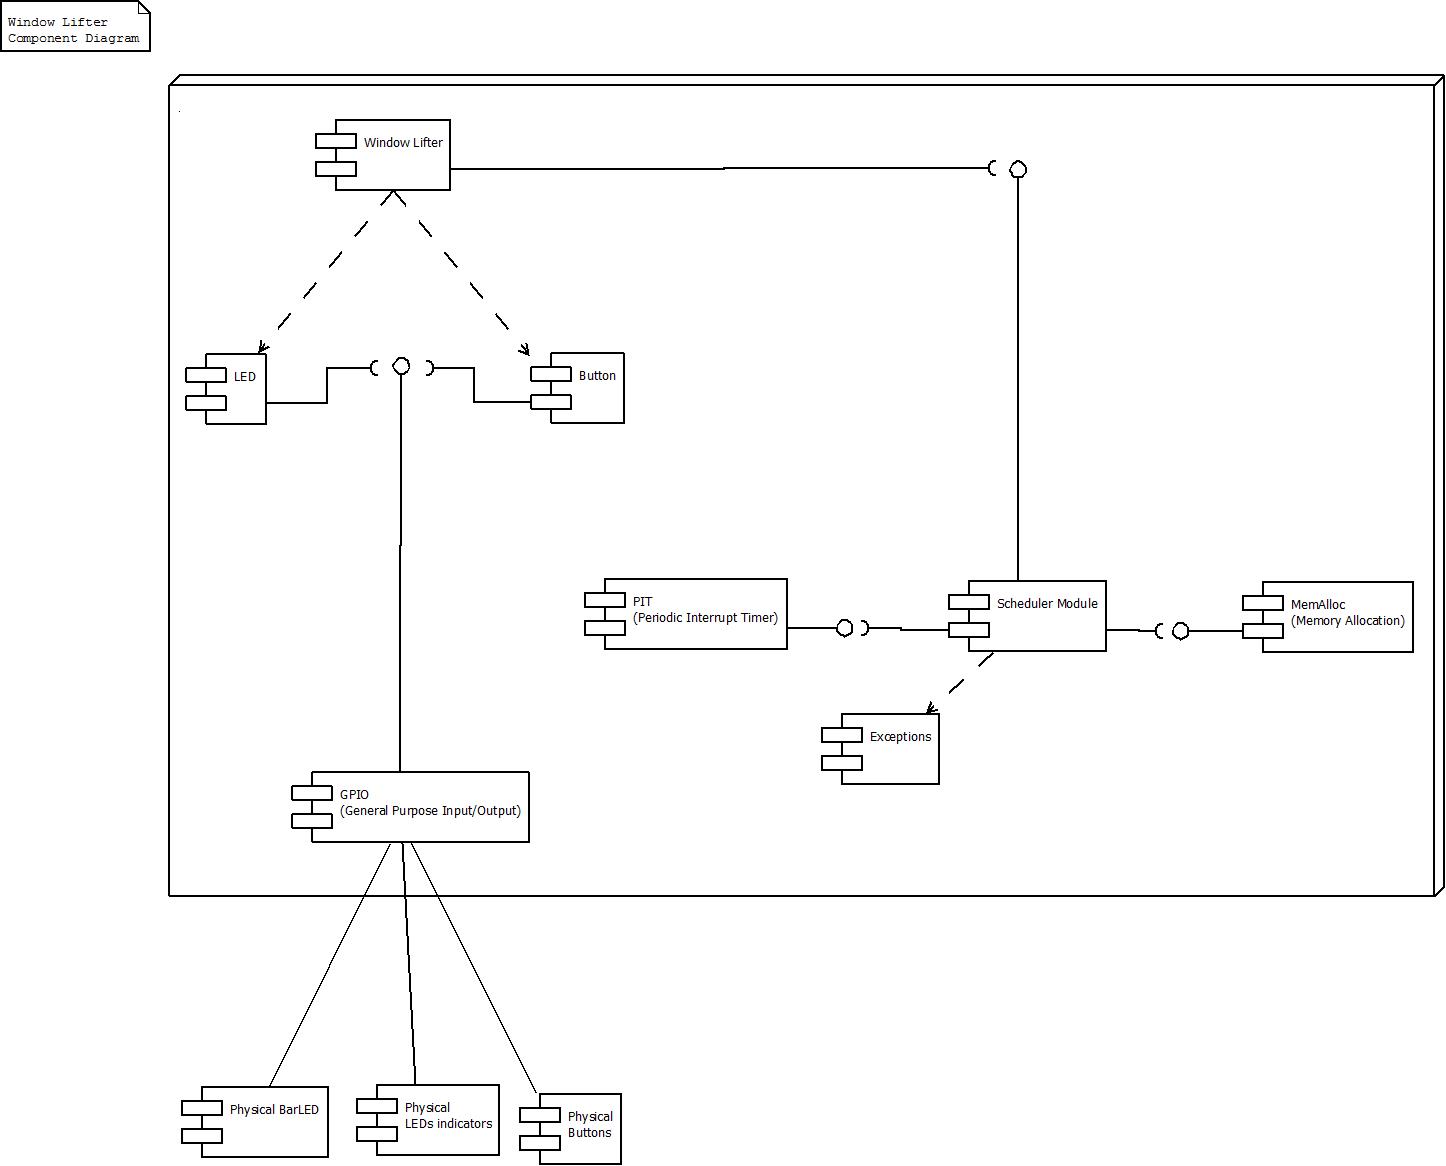 Window Lifter
Component Diagram
Window Lifter
LED
Button
PIT
(Periodic Interrupt Timer)
Scheduler Module
MemAlloc
(Memory Allocation)
Exceptions
GPIO
(General Purpose Input/Output)
Physical BarLED
Physical
LEDs indicators
Physical
Buttons